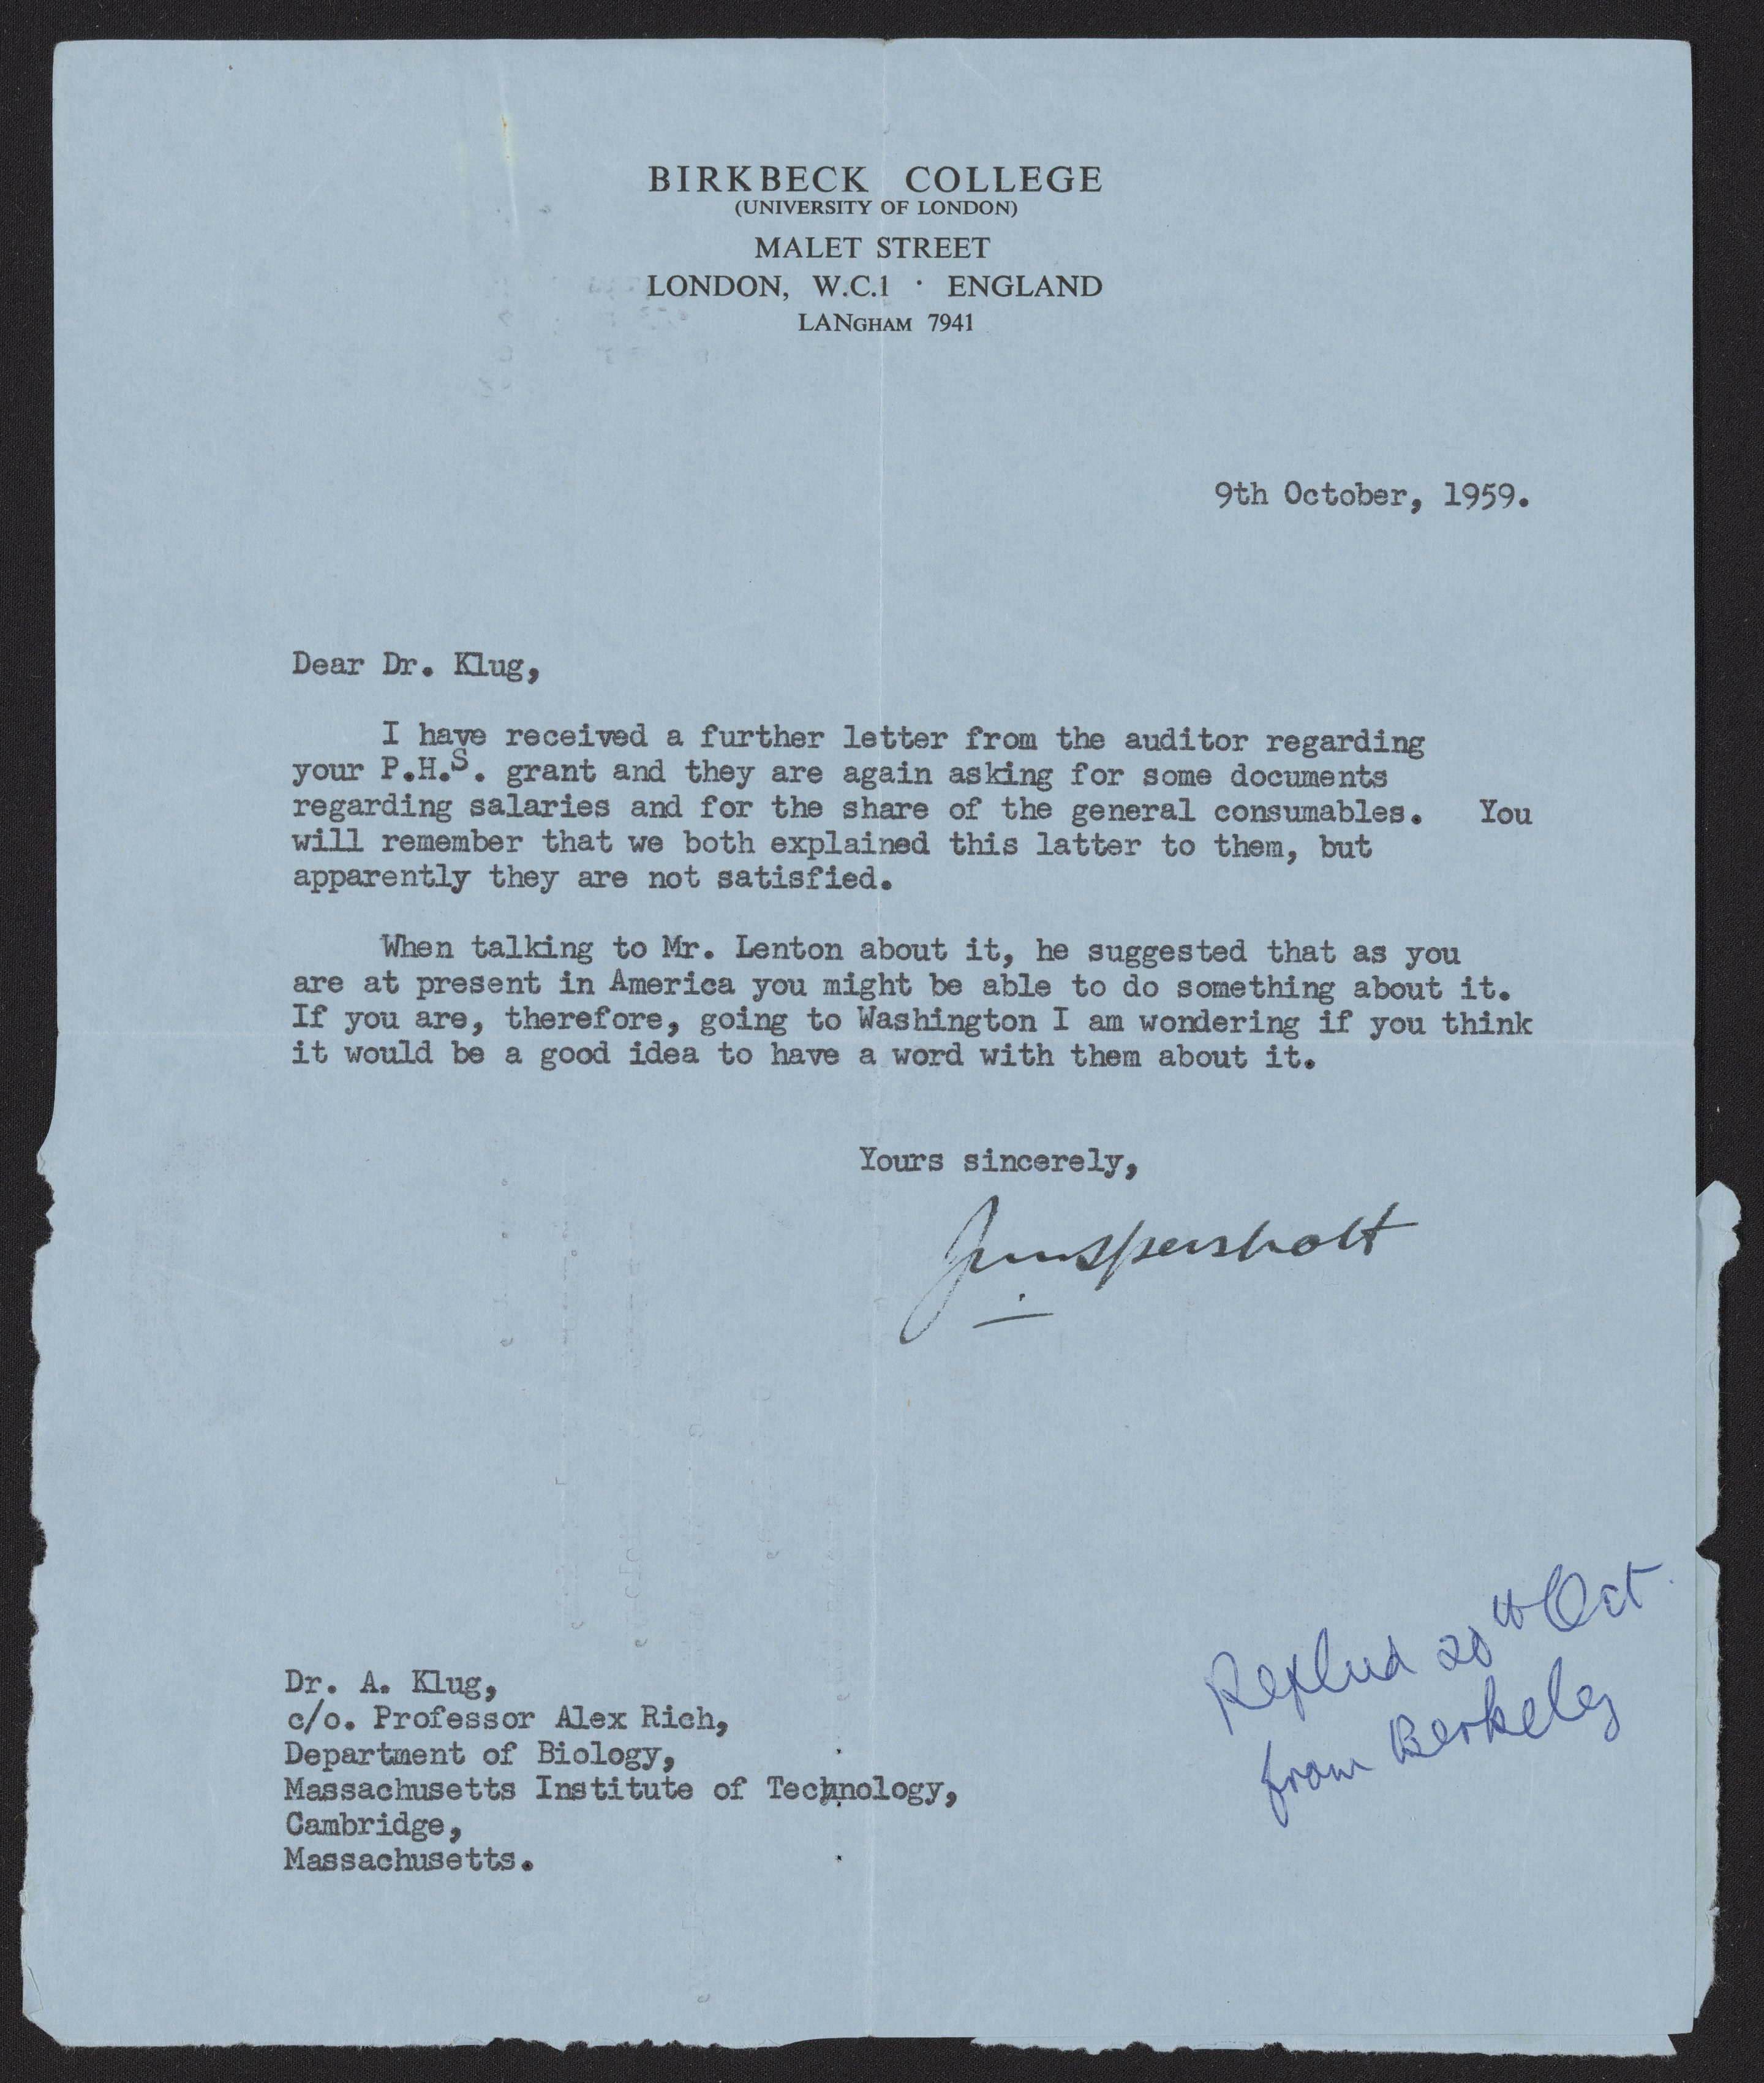 BIRKBECK COLLEGE
(UNIVERSITY OF LONDON)
MALET STREET
LONDON, W.C.1 · ENGLAND
LANGHAM 7941
9th October, 1959.
Dear Dr. Klug,
I have received a further letter from the auditor regarding
your P.H.S. grant and they are again asking for some documents
regarding salaries and for the share of the general consumables. You
will remember that we both explained this latter to them, but
apparently they are not satisfied.
When talking to Mr. Lenton about it, he suggested that as you
are at present in America you might be able to do something about it.
If you are, therefore, going to Washington I am wondering if you think
it would be a good idea to have a word with them about it.
Yours sincerely,
Dr. A. Klug,
c/o. Professor Alex Rich,
Department of Biology,
Massachusetts Institute of Technology,
Cambridge,
Massachusetts.
Replied 20th Oct.
from Berkeley